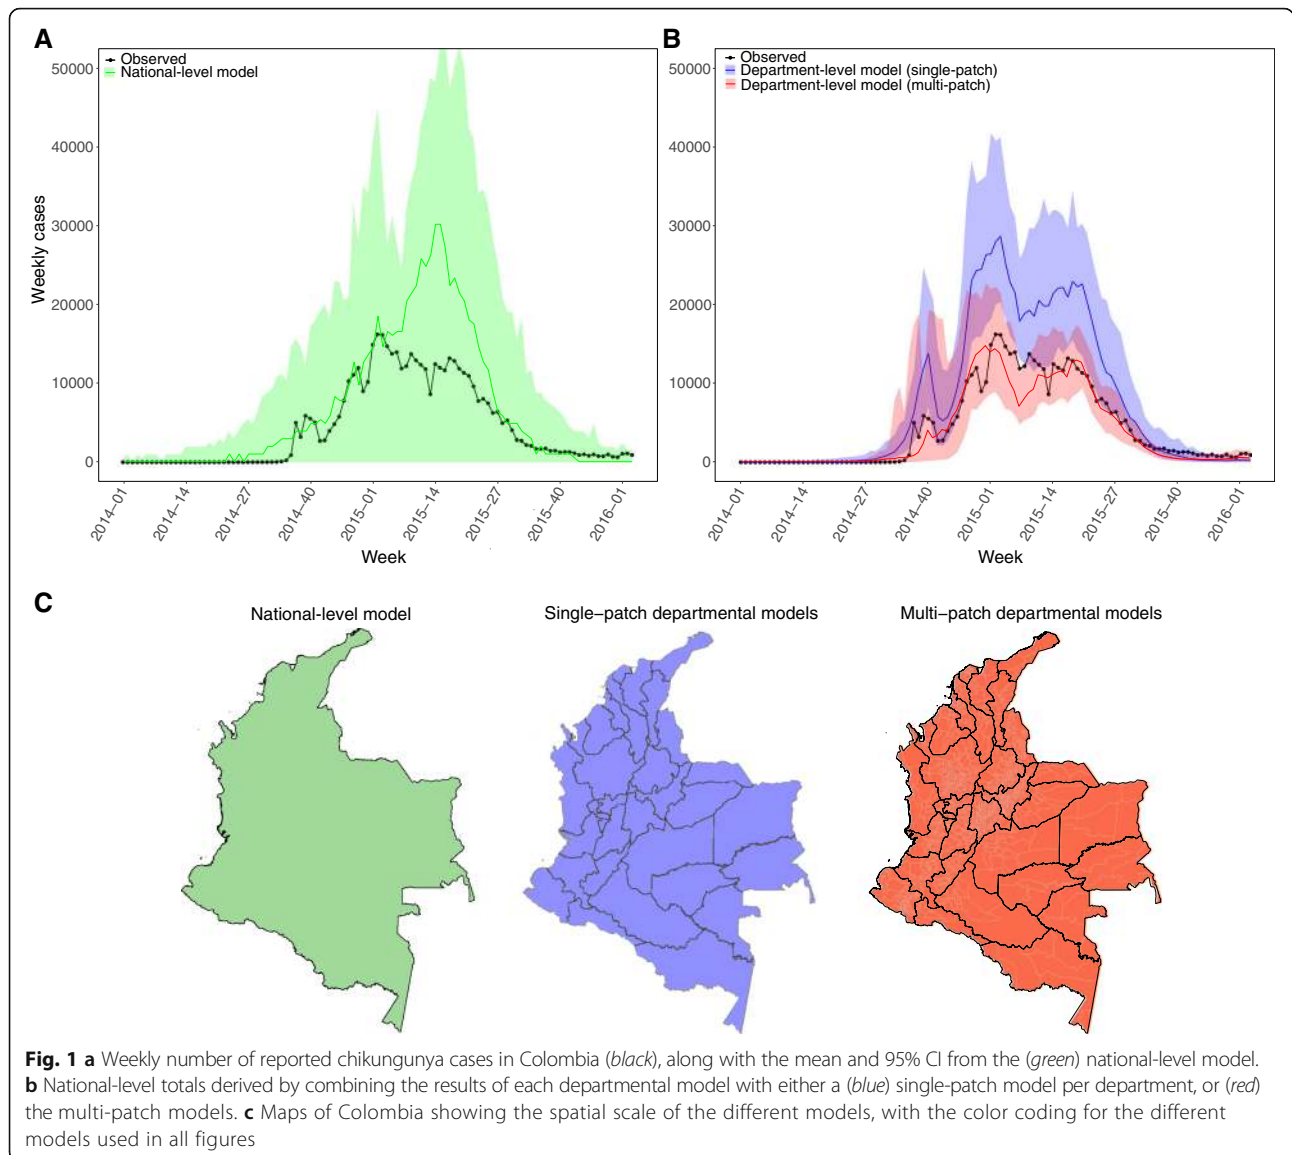 A
Observed
National-level model
50000
40000
30000
20000
10000
0
Weekly cases
2014−01
2014−14
2014−27
2014−40
2015−01
2015−14
2015−27
2015−40
2016−01
Week
B
Observed
Department-level model (single-patch)
Department-level model (multi-patch)
50000
40000
30000
20000
10000
0
2014−01
2014−14
2014−27
2014−40
2015−01
2015−14
2015−27
2015−40
2016−01
Week
C
National-level model
Single−patch departmental models
Multi−patch departmental models
Fig. 1 a Weekly number of reported chikungunya cases in Colombia (black), along with the mean and 95% CI from the (green) national-level model.
b National-level totals derived by combining the results of each departmental model with either a (blue) single-patch model per department, or (red)
the multi-patch models. c Maps of Colombia showing the spatial scale of the different models, with the color coding for the different
models used in all figures